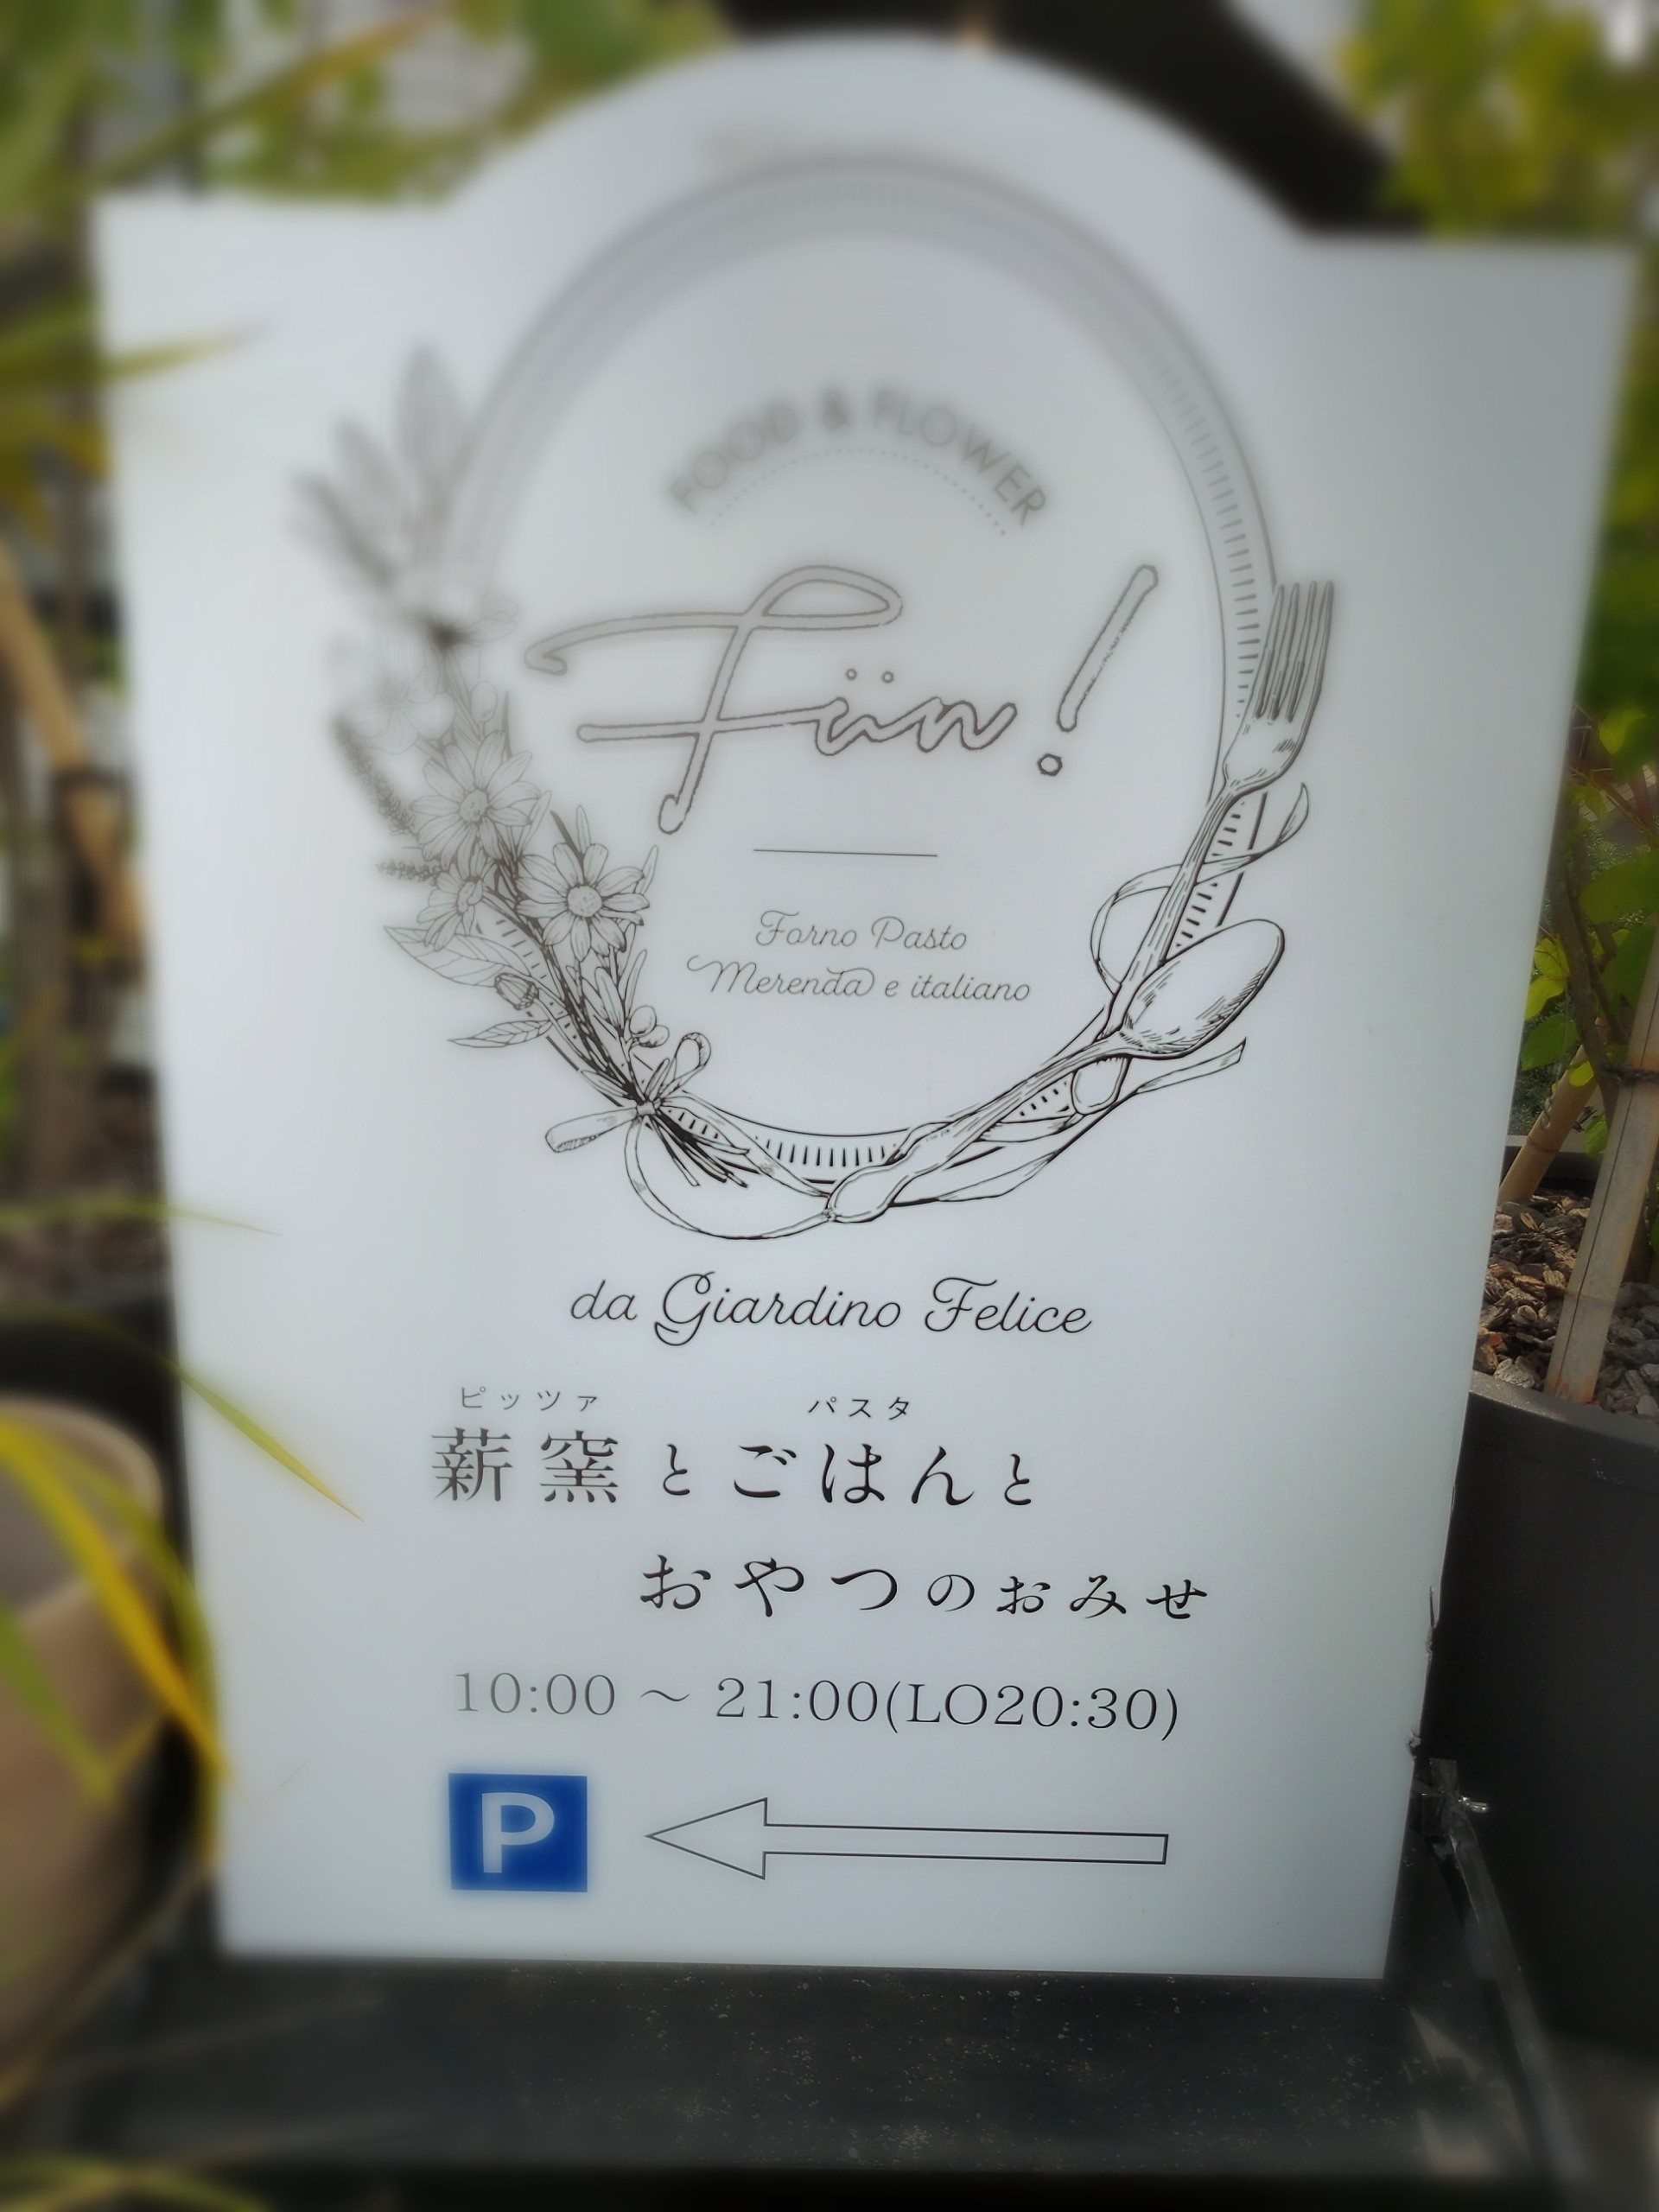 FOOD & FLOWER
Fün!
Forno Pasto
Merenda e italiano
da Giardino Felice
ピッツァ パスタ
薪窯とごはんと
おやつのおみせ
10:00 ～ 21:00(LO20:30)
P